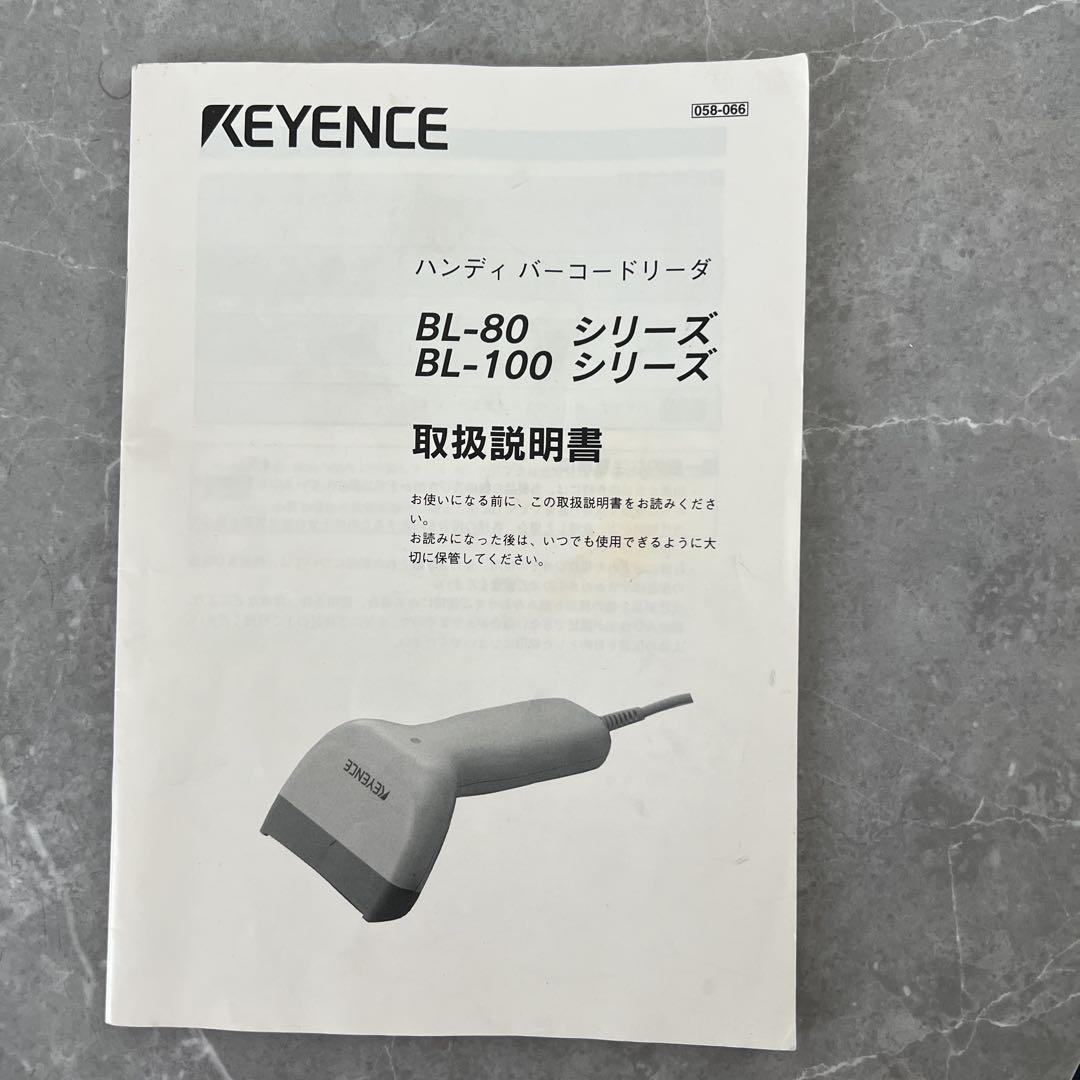 KEYENCE
058-066
ハンディ バーコードリーダ
BL-80 シリーズ
BL-100 シリーズ
取扱説明書
お使いになる前に、この取扱説明書をお読みくださ
い。
お読みになった後は、いつでも使用できるように大
切に保管してください。
KEYENCE